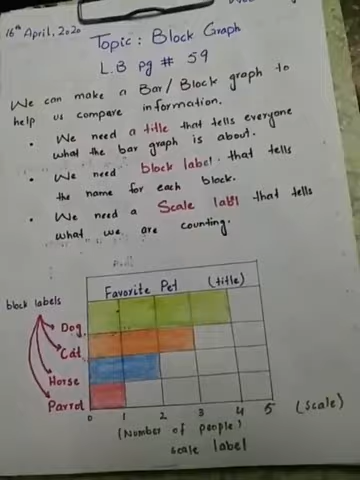 16th April, 2020
Topic : Block Graph
L.B pg # 59
We can make a Bar/ Block graph to
help us compare information.
• We need a title that tells everyone
what the bar graph is about.
• We need block label that tells
the name for each block.
• We need a Scale label that tells
what we are counting.
Favorite Pet (title)
block labels
Dog
Cat
Horse
Parrot
0 1 2 3 4 5 (Scale)
(Number of people)
scale label